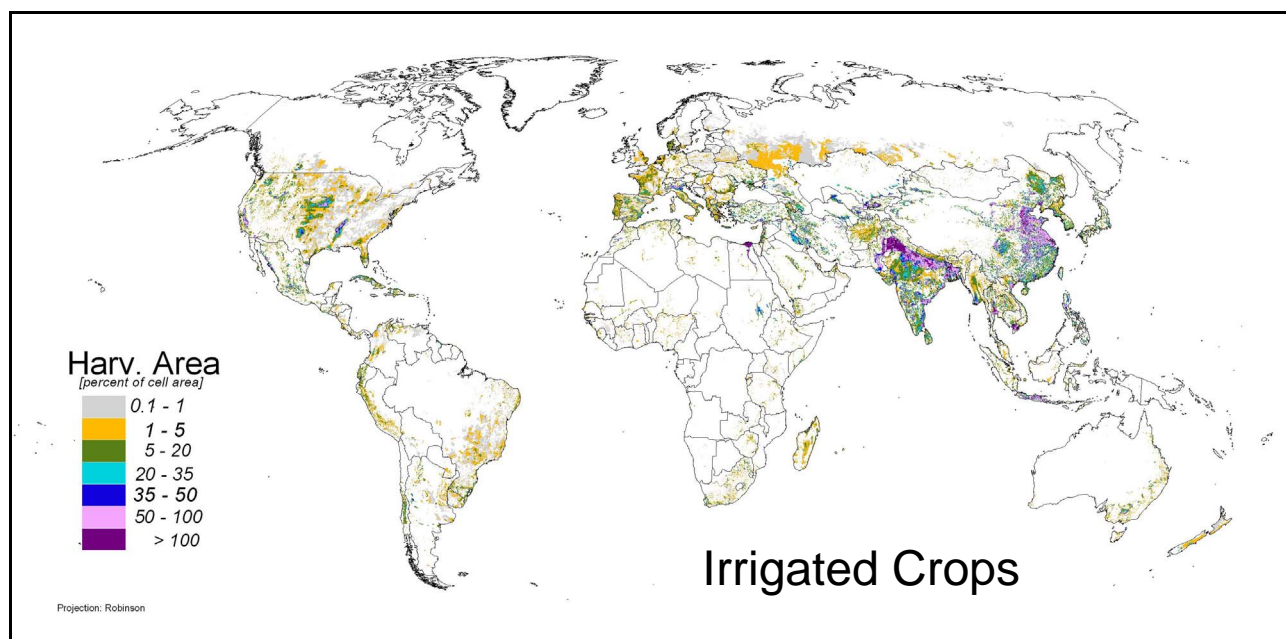 Harv. Area
[percent of cell area]
0.1 - 1
1 - 5
5 - 20
20 - 35
35 - 50
50 - 100
> 100
Irrigated Crops
Projection: Robinson